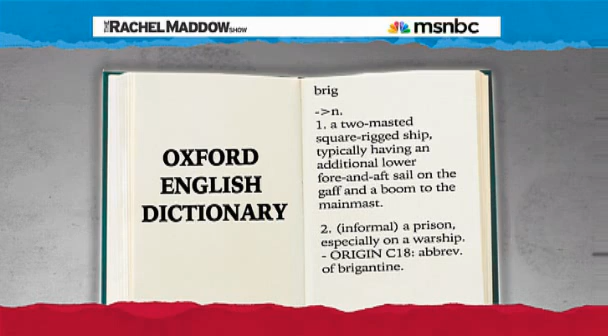 THE RACHEL MADDOW SHOW
msnbc
OXFORD
ENGLISH
DICTIONARY
brig
->n.
1. a two-masted
square-rigged ship,
typically having an
additional lower
fore-and-aft sail on the
gaff and a boom to the
mainmast.
2. (informal) a prison,
especially on a warship.
- ORIGIN C18: abbrev.
of brigantine.